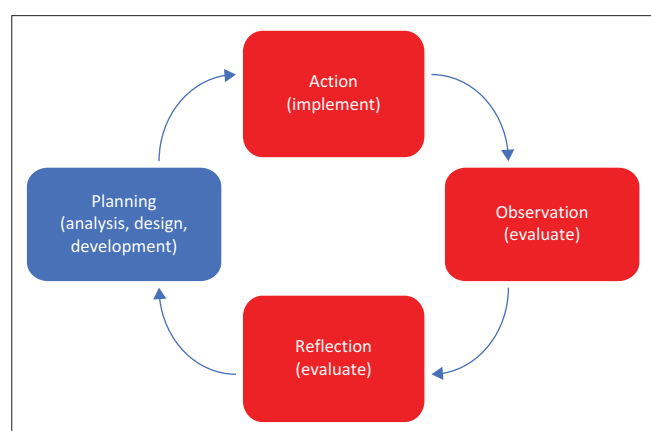 Action
(implement)
Planning
(analysis, design,
development)
Observation
(evaluate)
Reflection
(evaluate)